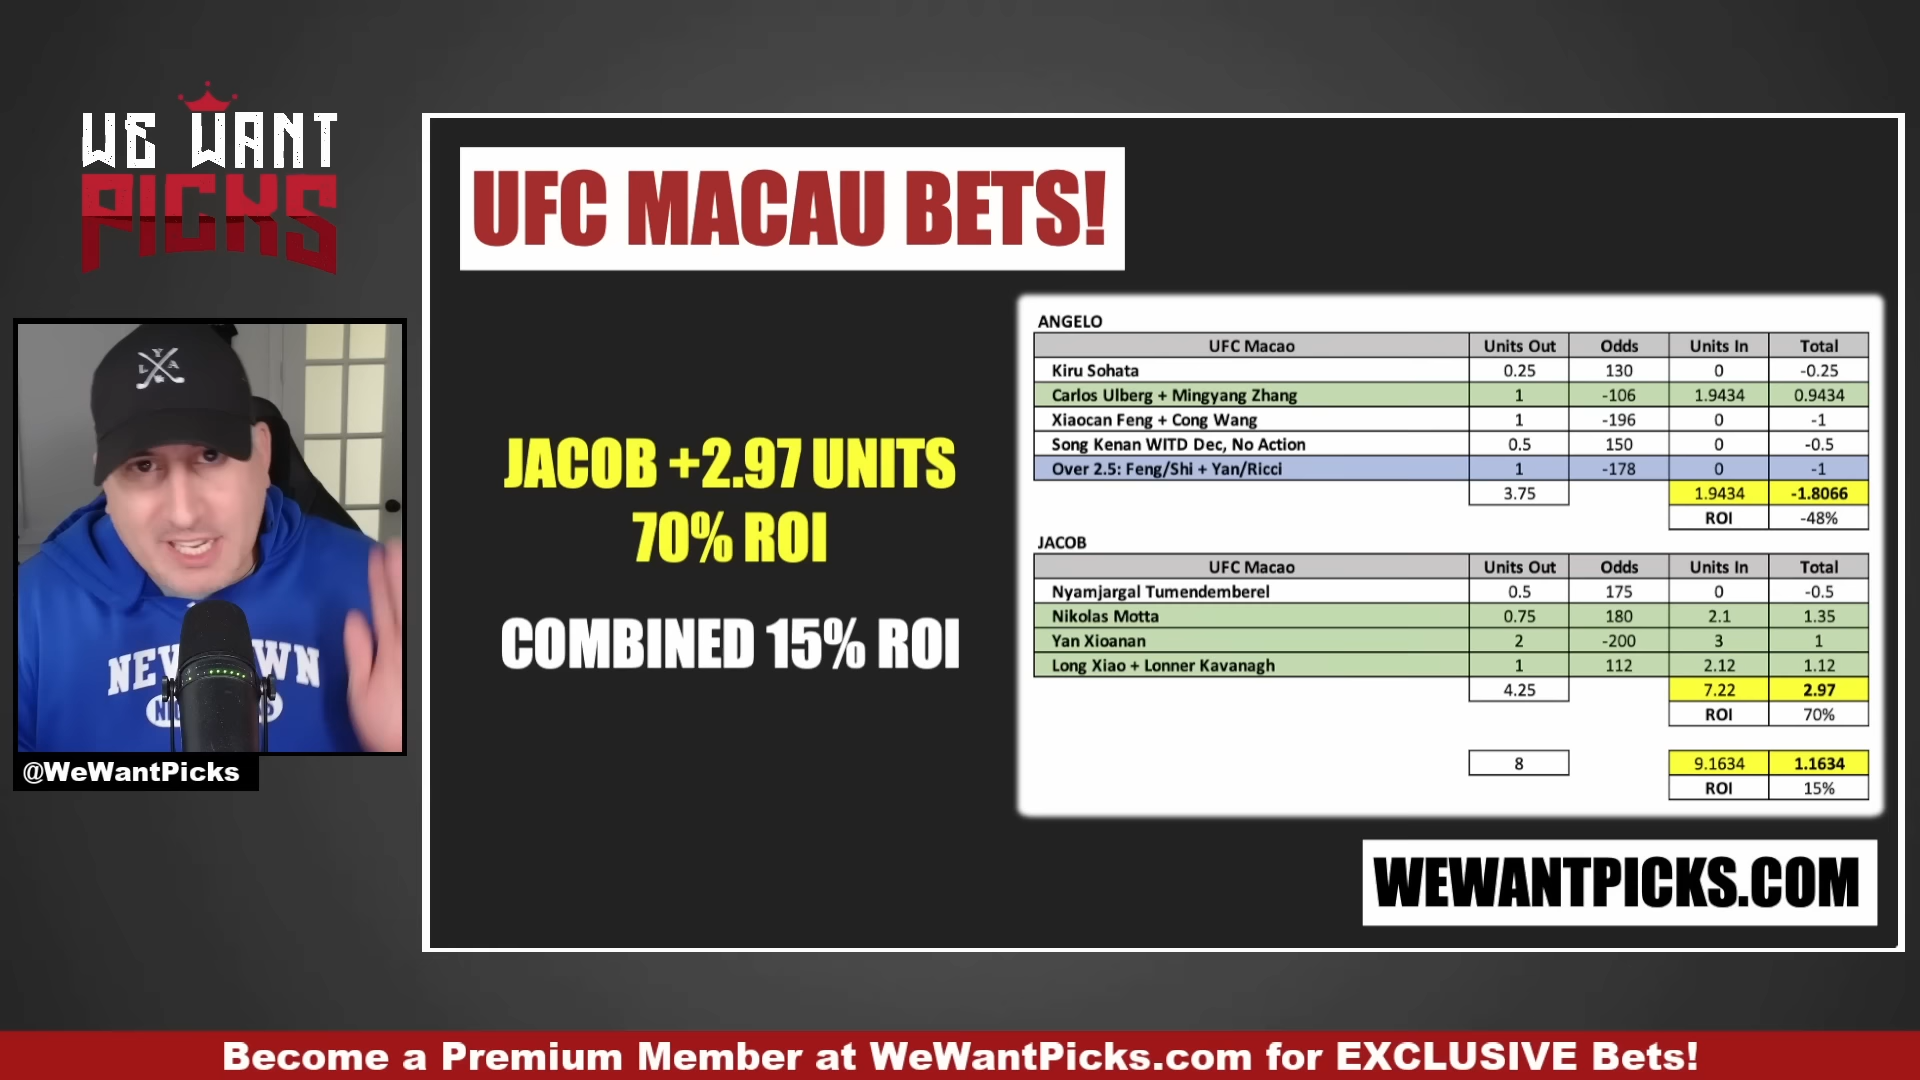 WE WANT
PICKS
UFC MACAU BETS!
JACOB +2.97 UNITS
70% ROI
COMBINED 15% ROI
ANGELO
UFC Macao Units Out Odds Units In Total
Kiru Sohata 0.25 130 0 -0.25
Carlos Ulberg + Mingyang Zhang 1 -106 1.9434 0.9434
Xiaocan Feng + Cong Wang 1 -196 0 -1
Song Kenan WITD Dec, No Action 0.5 150 0 -0.5
Over 2.5: Feng/Shi + Yan/Ricci 1 -178 0 -1
3.75 1.9434 -1.8066
ROI -48%
JACOB
UFC Macao Units Out Odds Units In Total
Nyamjargal Tumendemberel 0.5 175 0 -0.5
Nikolas Motta 0.75 180 2.1 1.35
Yan Xioanan 2 -200 3 1
Long Xiao + Lonner Kavanagh 1 112 2.12 1.12
4.25 7.22 2.97
ROI 70%
8 9.1634 1.1634
ROI 15%
WEWANTPICKS.COM
L Y A
@WeWantPicks
Become a Premium Member at WeWantPicks.com for EXCLUSIVE Bets!